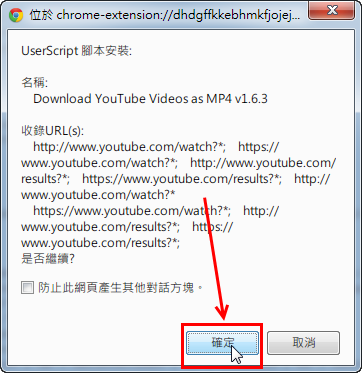 位於 chrome-extension://dhdgffkkebhmkfjojej...
UserScript 腳本安裝:
名稱:
Download YouTube Videos as MP4 v1.6.3
收錄URL(s):
http://www.youtube.com/watch?*; https://
www.youtube.com/watch?*; http://www.youtube.com/
results?*; https://www.youtube.com/results?*; http://
www.youtube.com/watch?*
https://www.youtube.com/watch?*; http://
www.youtube.com/results?*; https://
www.youtube.com/results?*;
是否繼續?
防止此網頁產生其他對話方塊。
確定
取消